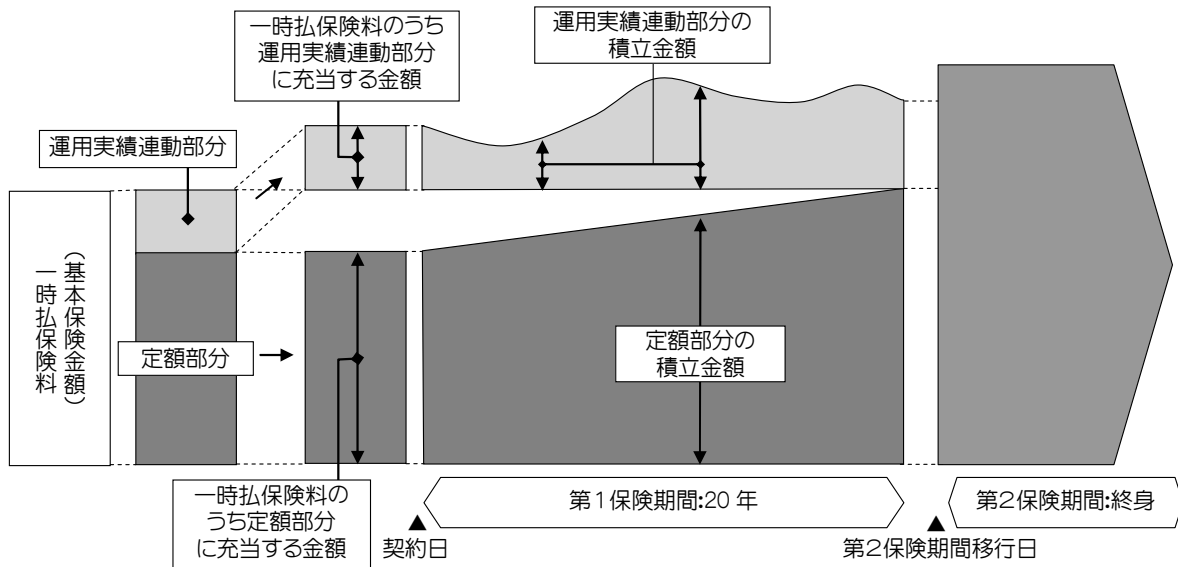 一時払保険料のうち
運用実績連動部分
に充当する金額
運用実績連動部分の
積立金額
運用実績連動部分
一時払保険料
（基本保険金額）
定額部分
定額部分の
積立金額
一時払保険料の
うち定額部分
に充当する金額
契約日
第1保険期間:20年
第2保険期間移行日
第2保険期間:終身